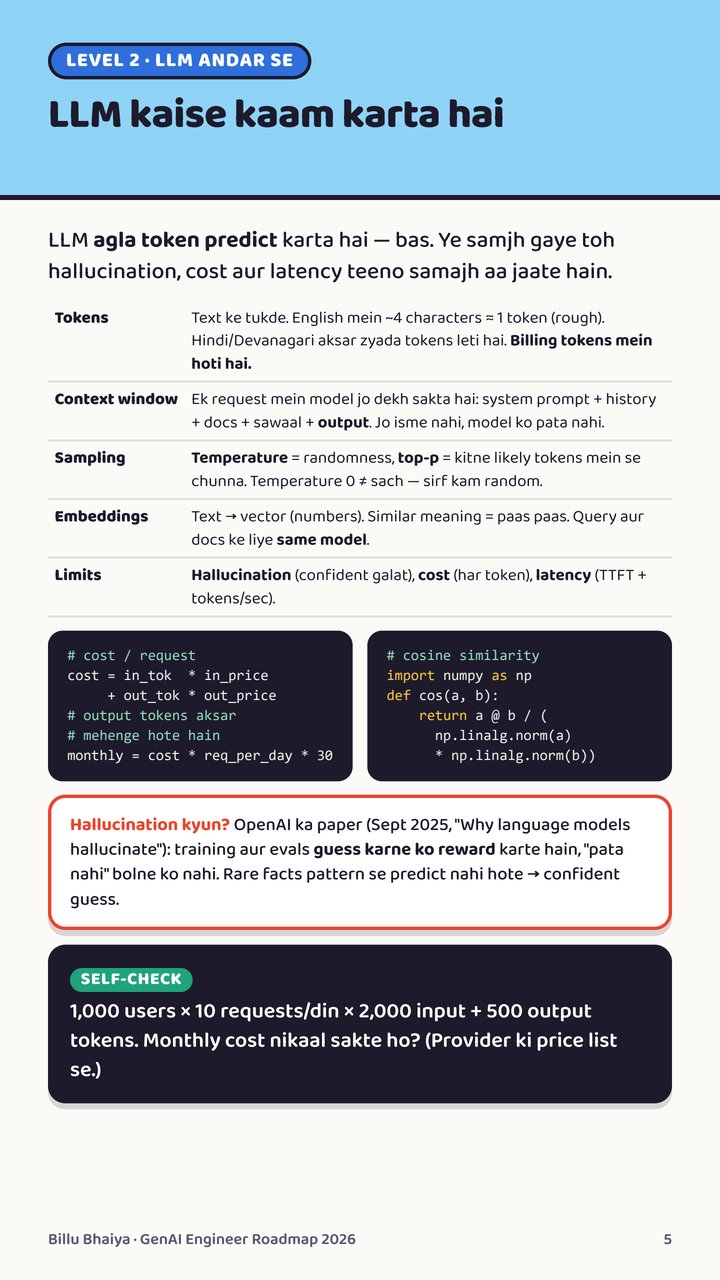 LEVEL 2 · LLM ANDAR SE
LLM kaise kaam karta hai
LLM agla token predict karta hai — bas. Ye samjh gaye toh
hallucination, cost aur latency teeno samajh aa jaate hain.
Tokens
Text ke tukde. English mein ~4 characters ≈ 1 token (rough).
Hindi/Devanagari aksar zyada tokens leti hai. Billing tokens mein
hoti hai.
Context window
Ek request mein model jo dekh sakta hai: system prompt + history
+ docs + sawaal + output. Jo isme nahi, model ko pata nahi.
Sampling
Temperature = randomness, top-p = kitne likely tokens mein se
chunna. Temperature 0 ≠ sach — sirf kam random.
Embeddings
Text → vector (numbers). Similar meaning = paas paas. Query aur
docs ke liye same model.
Limits
Hallucination (confident galat), cost (har token), latency (TTFT +
tokens/sec).
# cost / request
cost = in_tok  * in_price
     + out_tok * out_price
# output tokens aksar
# mehenge hote hain
monthly = cost * req_per_day * 30
# cosine similarity
import numpy as np
def cos(a, b):
    return a @ b / (
      np.linalg.norm(a)
      * np.linalg.norm(b))
Hallucination kyun? OpenAI ka paper (Sept 2025, "Why language models
hallucinate"): training aur evals guess karne ko reward karte hain, "pata
nahi" bolne ko nahi. Rare facts pattern se predict nahi hote → confident
guess.
SELF-CHECK
1,000 users × 10 requests/din × 2,000 input + 500 output
tokens. Monthly cost nikaal sakte ho? (Provider ki price list
se.)
Billu Bhaiya · GenAI Engineer Roadmap 2026
5